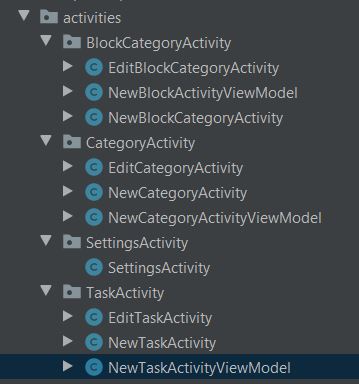 activities
BlockCategoryActivity
EditBlockCategoryActivity
NewBlockActivityViewModel
NewBlockCategoryActivity
CategoryActivity
EditCategoryActivity
NewCategoryActivity
NewCategoryActivityViewModel
SettingsActivity
SettingsActivity
TaskActivity
EditTaskActivity
NewTaskActivity
NewTaskActivityViewModel